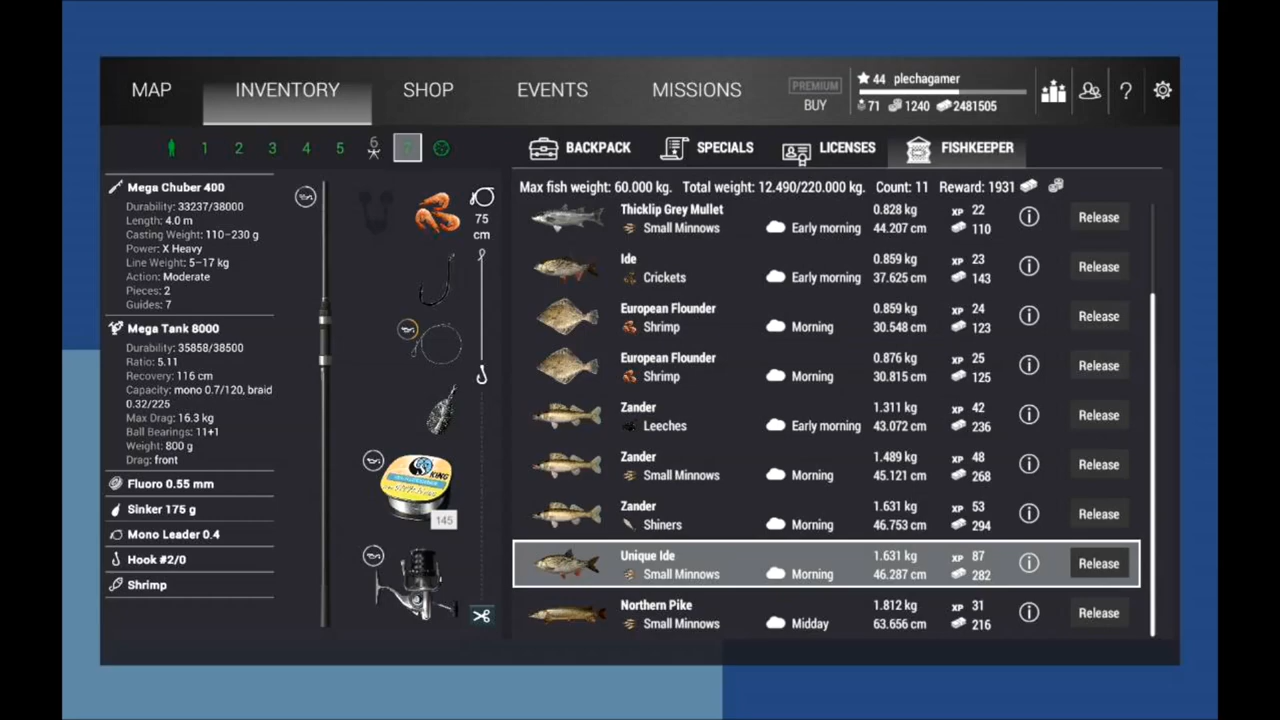 MAP INVENTORY SHOP EVENTS MISSIONS PREMIUM BUY
44 plechagamer
71 1240 2481505
?
1 2 3 4 5 6
BACKPACK SPECIALS LICENSES FISHKEEPER
Max fish weight: 60.000 kg. Total weight: 12.490/220.000 kg. Count: 11 Reward: 1931
Mega Chuber 400
Durability: 33237/38000
Length: 4.0 m
Casting Weight: 110–230 g
Power: X Heavy
Line Weight: 5–17 kg
Action: Moderate
Pieces: 2
Guides: 7
Mega Tank 8000
Durability: 35858/38500
Ratio: 5.11
Recovery: 116 cm
Capacity: mono 0.7/120, braid
0.32/225
Max Drag: 16.3 kg
Ball Bearings: 11+1
Weight: 800 g
Drag: front
Fluoro 0.55 mm
Sinker 175 g
Mono Leader 0.4
Hook #2/0
Shrimp
75
cm
KING
145
Thicklip Grey Mullet 0.828 kg XP 22
Small Minnows Early morning 44.207 cm 110 Release
Ide 0.859 kg XP 23
Crickets Early morning 37.625 cm 143 Release
European Flounder 0.859 kg XP 24
Shrimp Morning 30.548 cm 123 Release
European Flounder 0.876 kg XP 25
Shrimp Morning 30.815 cm 125 Release
Zander 1.311 kg XP 42
Leeches Early morning 43.072 cm 236 Release
Zander 1.489 kg XP 48
Small Minnows Morning 45.121 cm 268 Release
Zander 1.631 kg XP 53
Shiners Morning 46.753 cm 294 Release
Unique Ide 1.631 kg XP 87
Small Minnows Morning 46.287 cm 282 Release
Northern Pike 1.812 kg XP 31
Small Minnows Midday 63.656 cm 216 Release